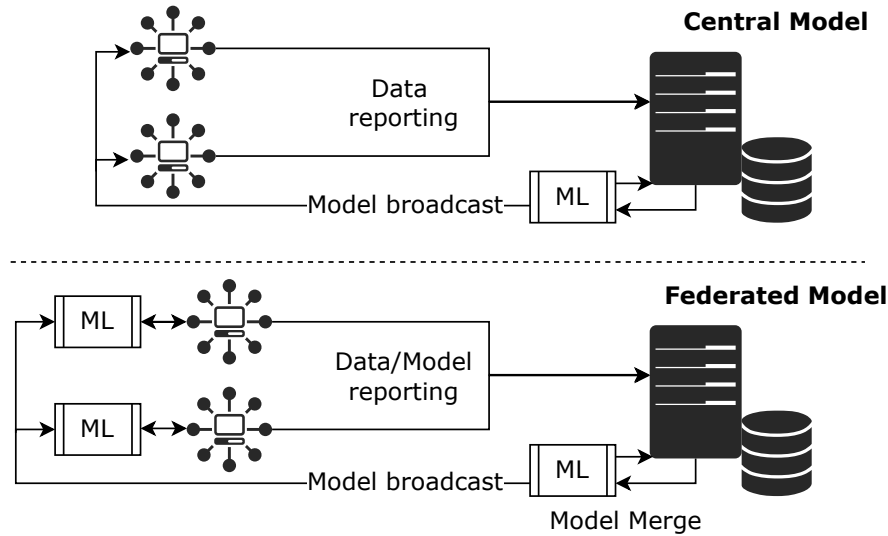 Central Model
Data
reporting
ML
Model broadcast
Federated Model
ML
Data/Model
reporting
ML
ML
Model broadcast
Model Merge